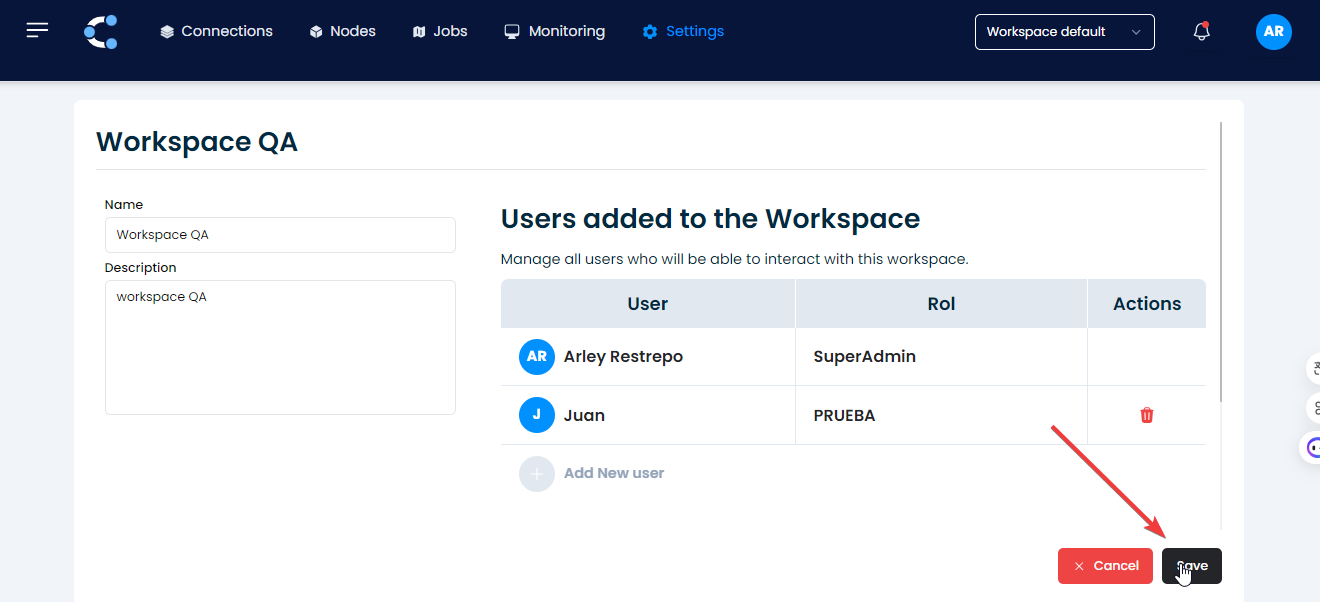 Connections Nodes Jobs Monitoring Settings Workspace default AR
Workspace QA
Name
Workspace QA
Description
workspace QA
Users added to the Workspace
Manage all users who will be able to interact with this workspace.
User Rol Actions
AR Arley Restrepo SuperAdmin
J Juan PRUEBA
Add New user
Cancel Save